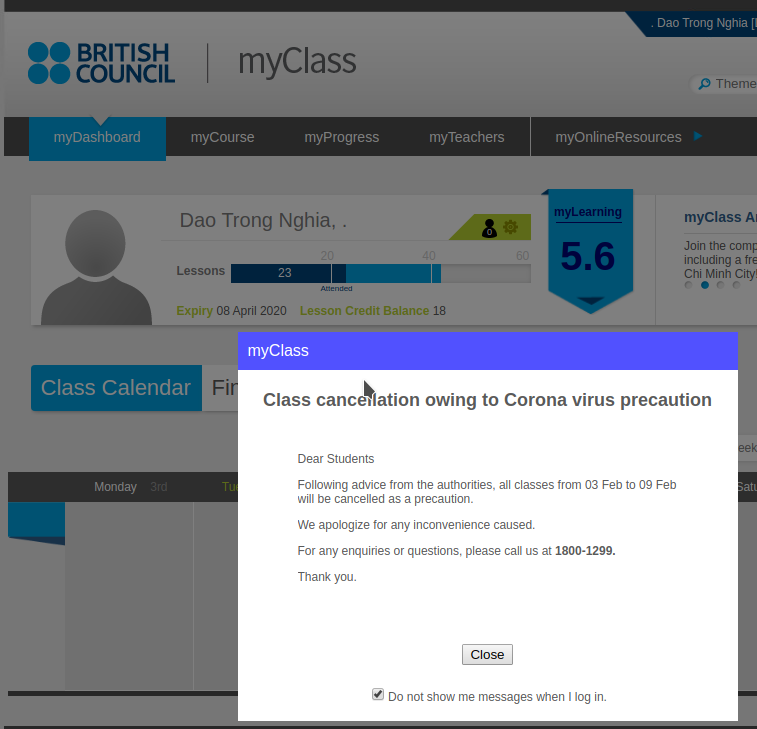 . Dao Trong Nghia [
BRITISH
COUNCIL
myClass
Theme
myDashboard
myCourse
myProgress
myTeachers
myOnlineResources
Dao Trong Nghia, .
0
myLearning
5.6
20
40
60
Lessons
23
Attended
Expiry 08 April 2020 Lesson Credit Balance 18
myClass A
Join the comp
including a fre
Chi Minh City!
Class Calendar
Fin
myClass
Class cancellation owing to Corona virus precaution
Dear Students
Following advice from the authorities, all classes from 03 Feb to 09 Feb
will be cancelled as a precaution.
We apologize for any inconvenience caused.
For any enquiries or questions, please call us at 1800-1299.
Thank you.
Close
Do not show me messages when I log in.
eek
Monday 3rd
Tue
Satu